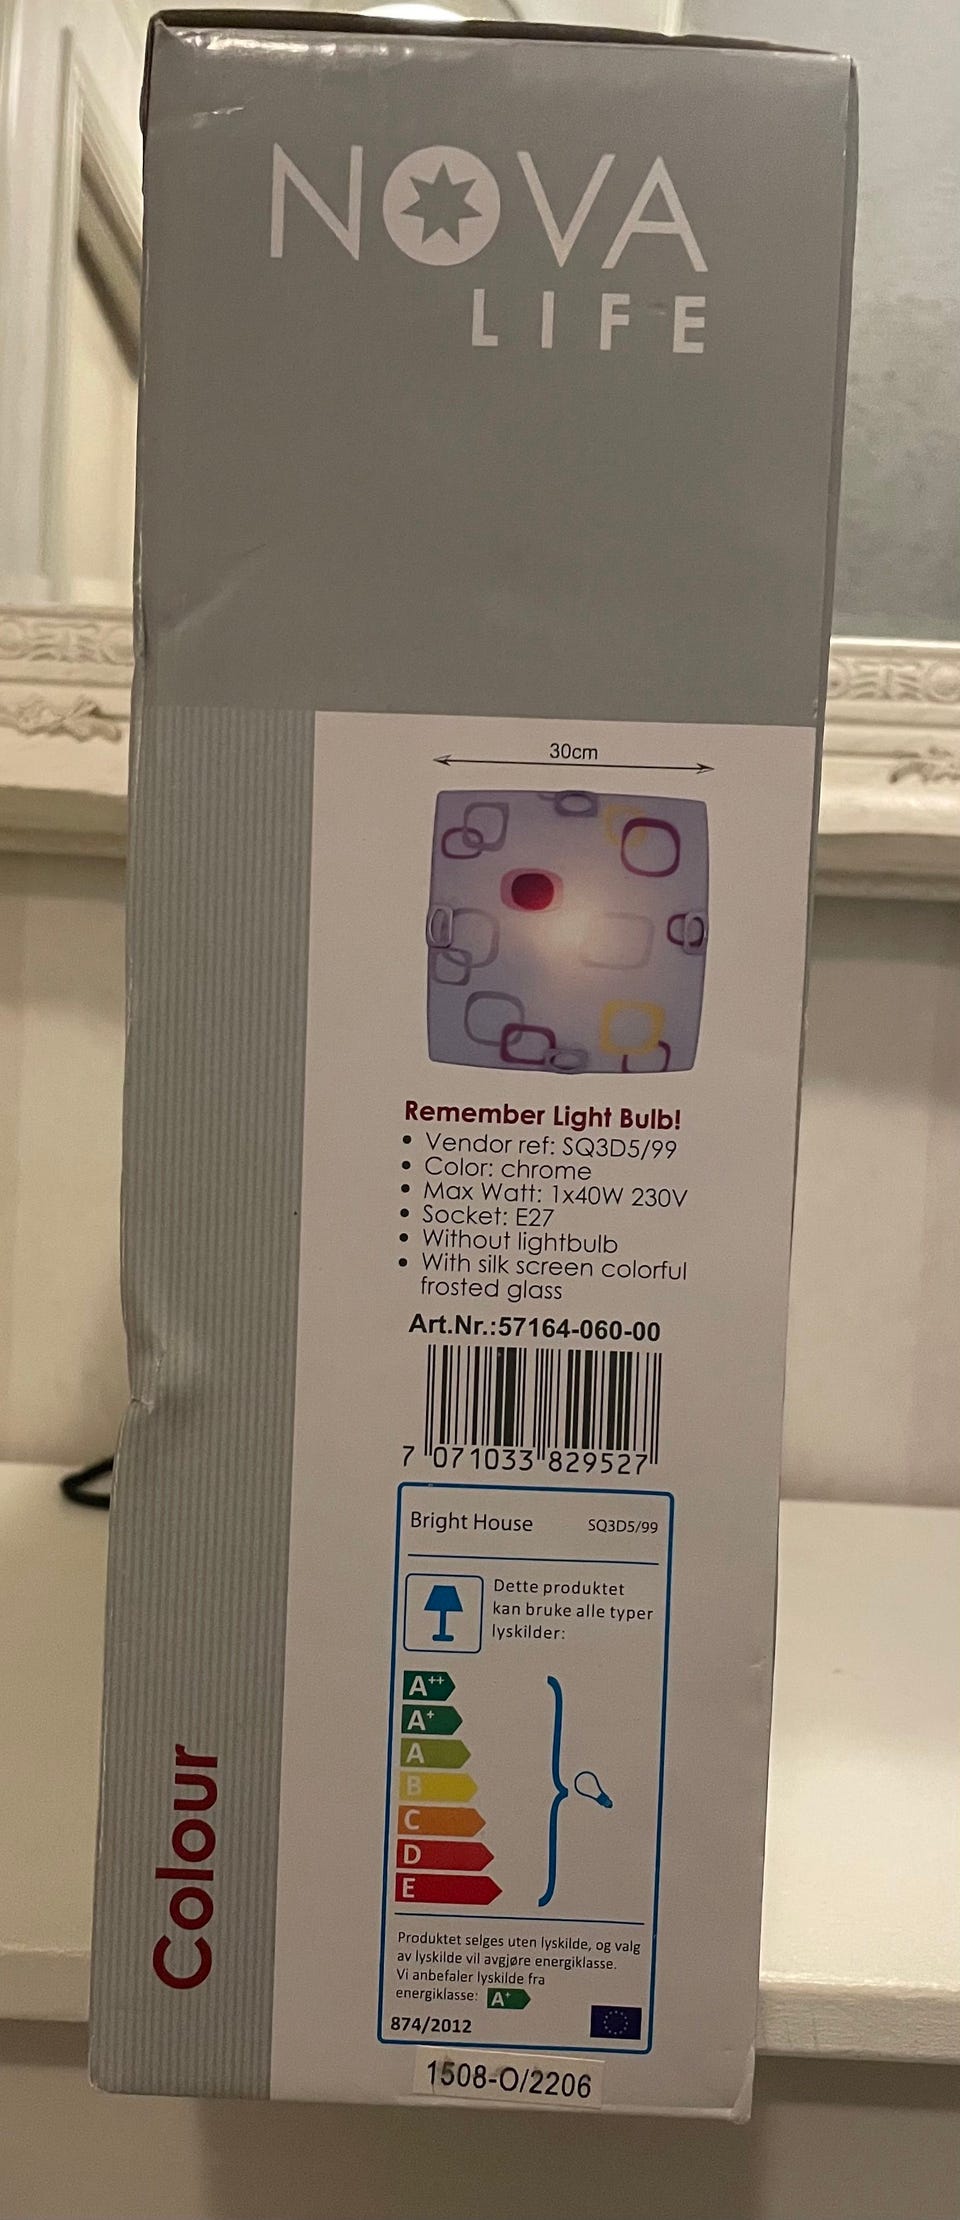 NOVA
LIFE
30cm
Remember Light Bulb!
• Vendor ref: SQ3D5/99
• Color: chrome
• Max Watt: 1x40W 230V
• Socket: E27
• Without lightbulb
• With silk screen colorful
frosted glass
Art.Nr.:57164-060-00
7 071033 829527
Bright House SQ3D5/99
Dette produktet
kan bruke alle typer
lyskilder:
A++
A+
A
B
C
D
E
Produktet selges uten lyskilde, og valg
av lyskilde vil avgjøre energiklasse.
Vi anbefaler lyskilde fra
energiklasse: A+
874/2012
1508-O/2206
Colour